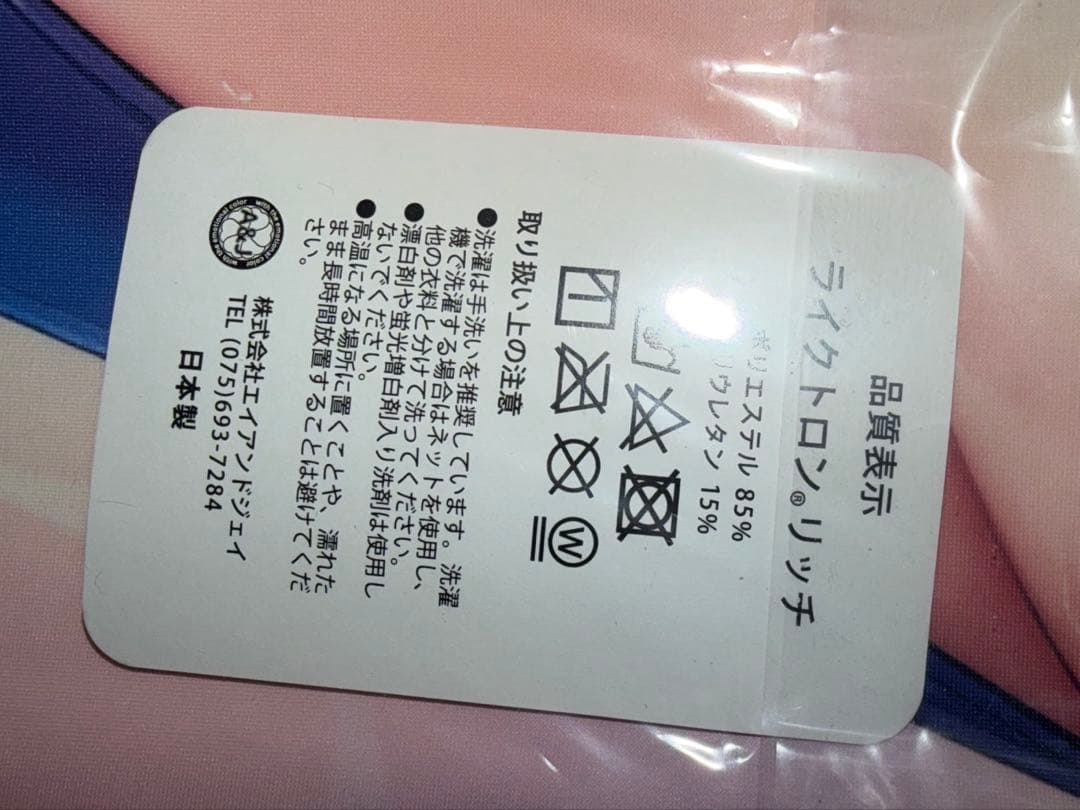 品質表示
ライクトロン®リッチ
ポリエステル 85%
ウレタン 15%
W
取り扱い上の注意
●洗濯は手洗いを推奨しています。洗濯
機で洗濯する場合はネットを使用し、
他の衣料と分けて洗ってください。
●漂白剤や蛍光増白剤入り洗剤は使用し
ないでください。
●高温になる場所に置くことや、濡れた
まま長時間放置することは避けてくだ
さい。
with the emotional color
A&J
with the emotional color
株式会社エイアンドジェイ
TEL (075)693-7284
日本製